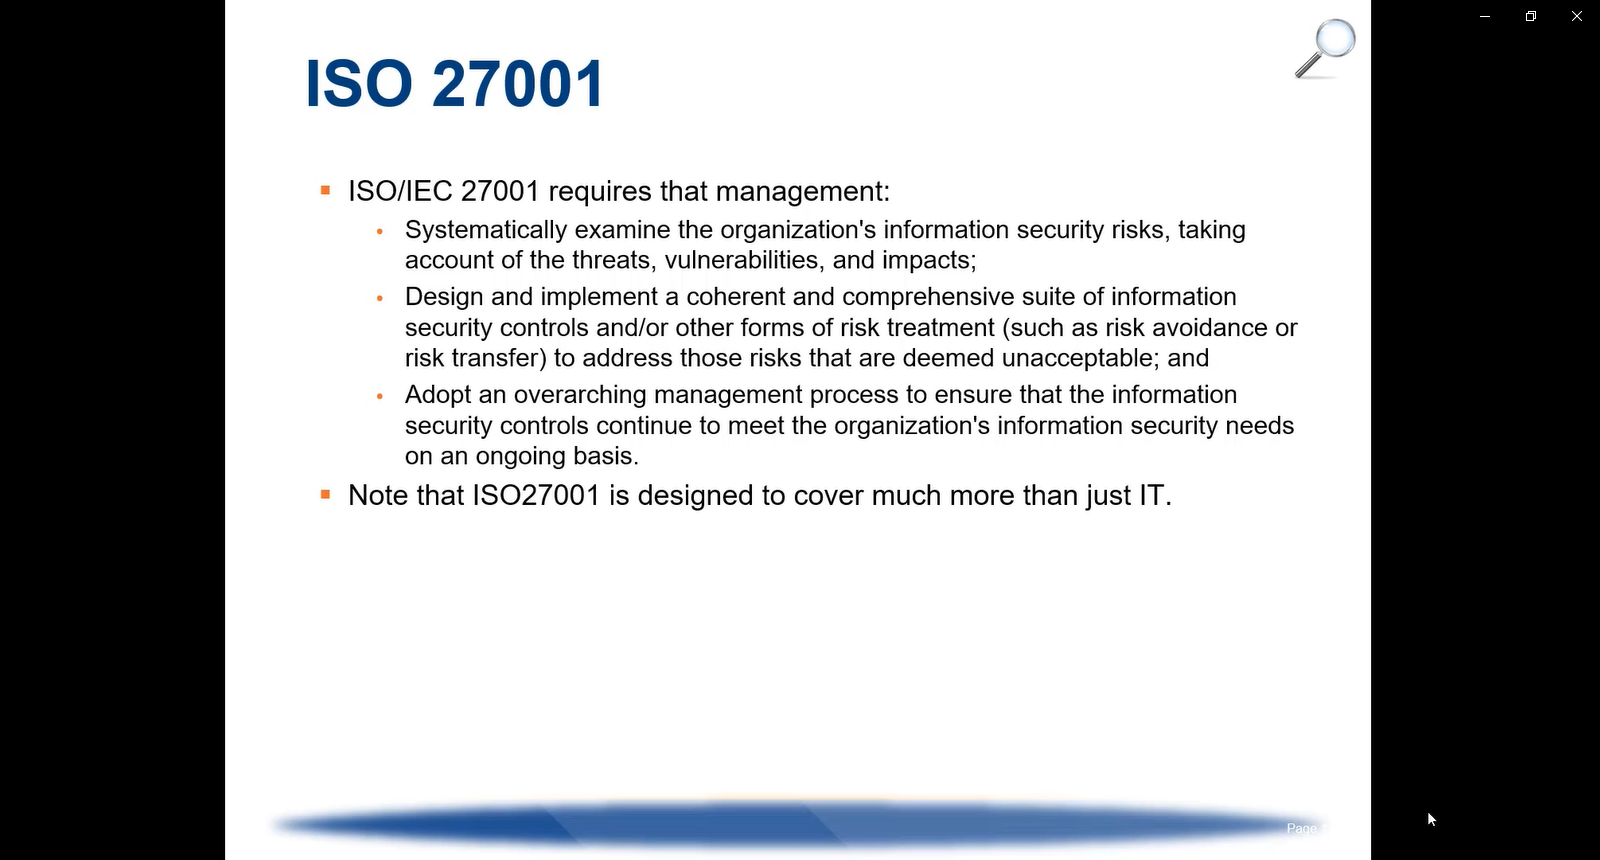 ISO 27001
ISO/IEC 27001 requires that management:
Systematically examine the organization's information security risks, taking
account of the threats, vulnerabilities, and impacts;
Design and implement a coherent and comprehensive suite of information
security controls and/or other forms of risk treatment (such as risk avoidance or
risk transfer) to address those risks that are deemed unacceptable; and
Adopt an overarching management process to ensure that the information
security controls continue to meet the organization's information security needs
on an ongoing basis.
Note that ISO27001 is designed to cover much more than just IT.
Page